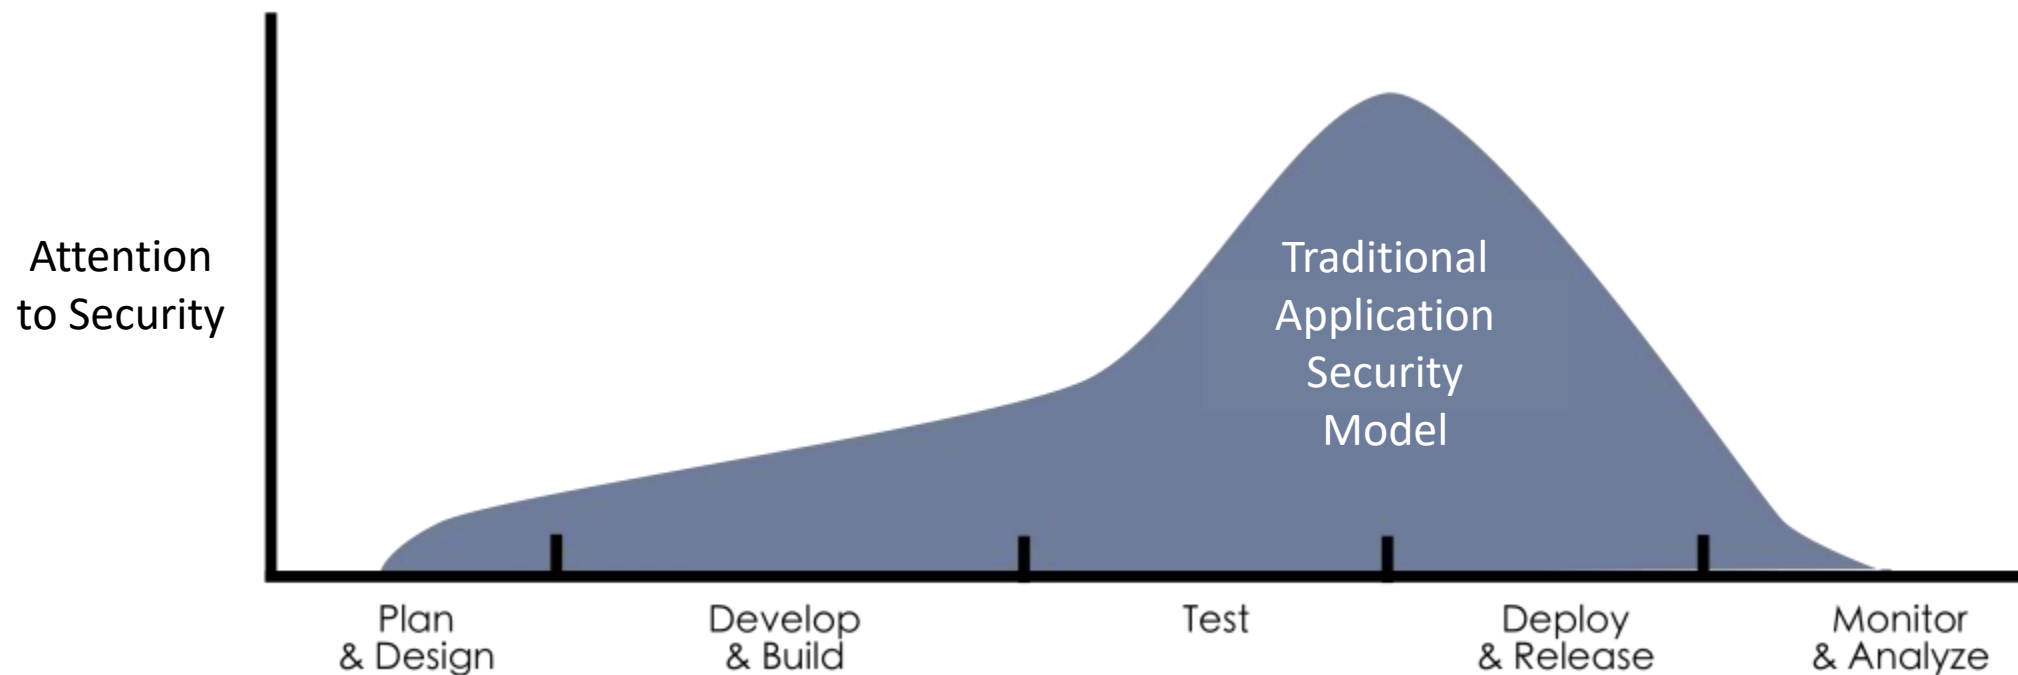 Attention
to Security
Traditional
Application
Security
Model
Plan
& Design
Develop
& Build
Test
Deploy
& Release
Monitor
& Analyze